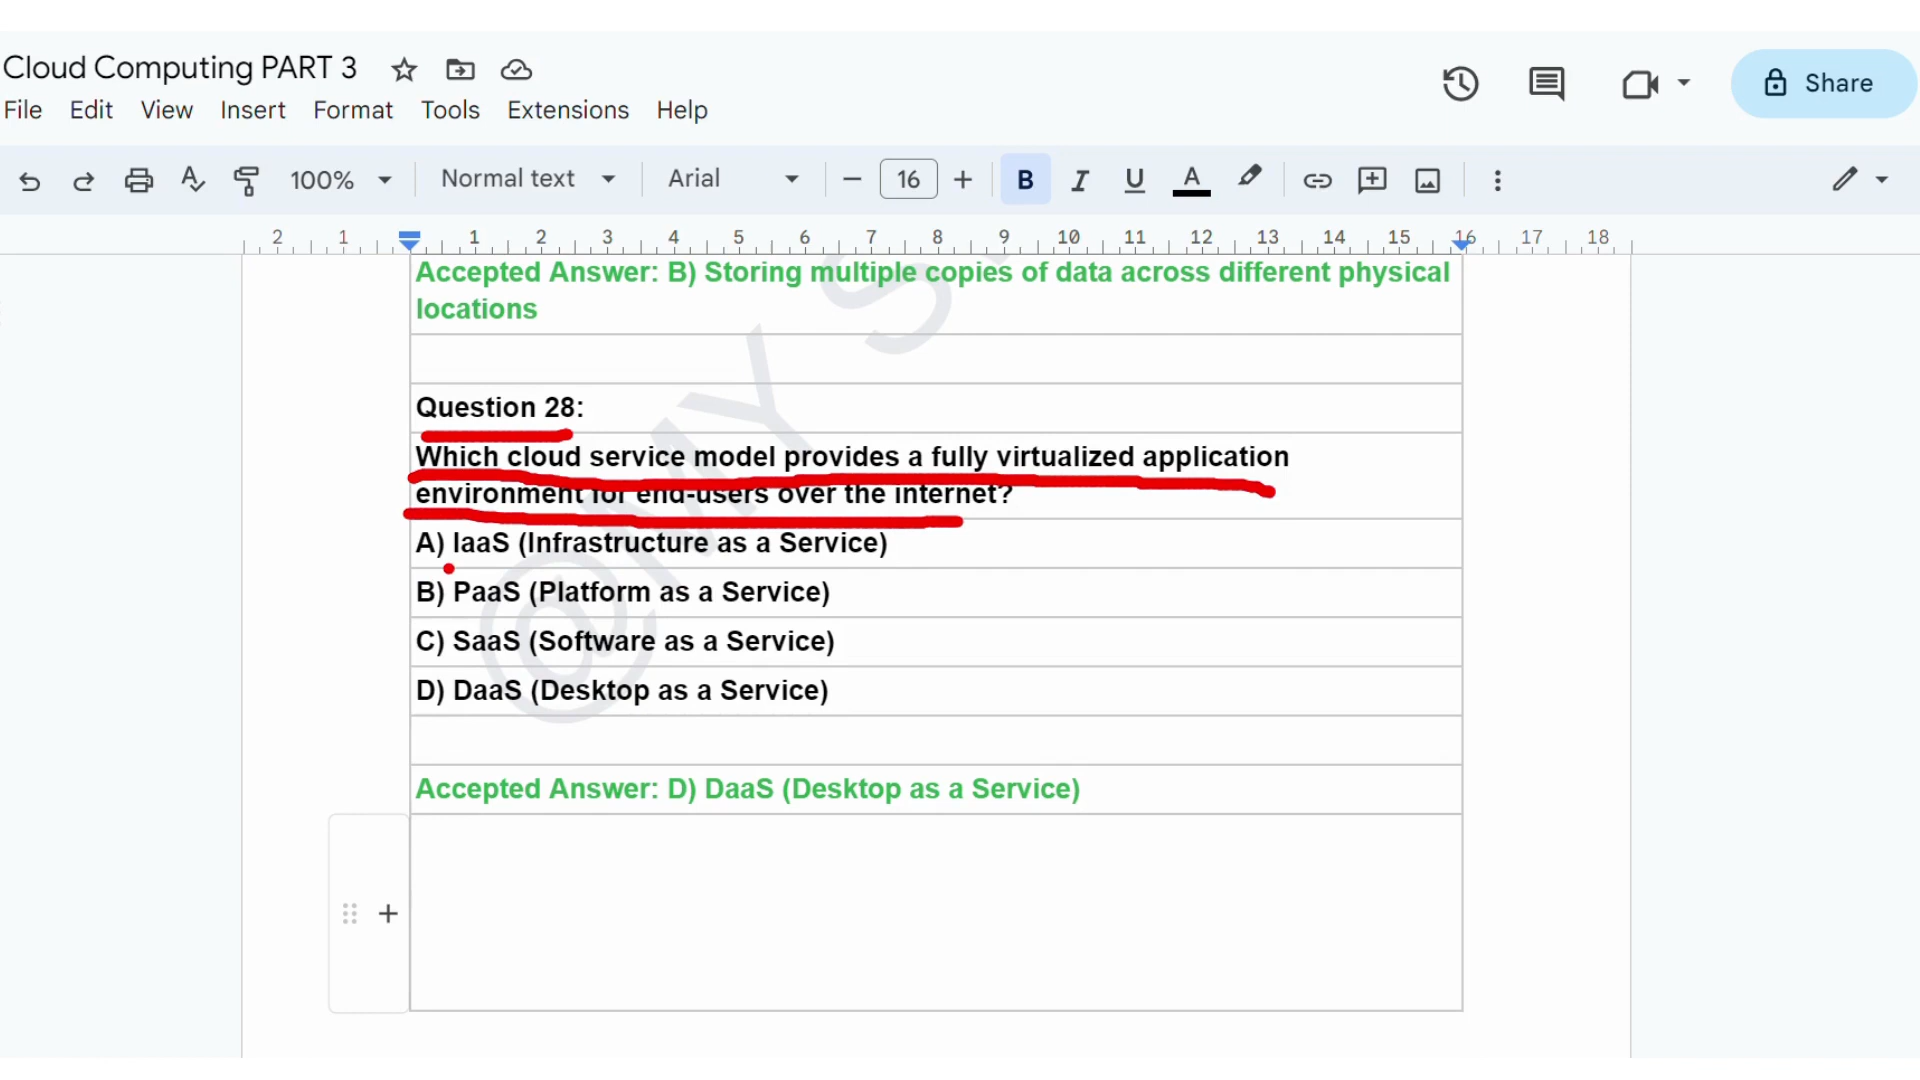 Cloud Computing PART 3
File Edit View Insert Format Tools Extensions Help
Share
100% Normal text Arial 16 B I U A
2 1 1 2 3 4 5 6 7 8 9 10 11 12 13 14 15 16 17 18
Accepted Answer: B) Storing multiple copies of data across different physical
locations
Question 28:
Which cloud service model provides a fully virtualized application
environment for end-users over the internet?
A) IaaS (Infrastructure as a Service)
B) PaaS (Platform as a Service)
C) SaaS (Software as a Service)
D) DaaS (Desktop as a Service)
Accepted Answer: D) DaaS (Desktop as a Service)
@MY S